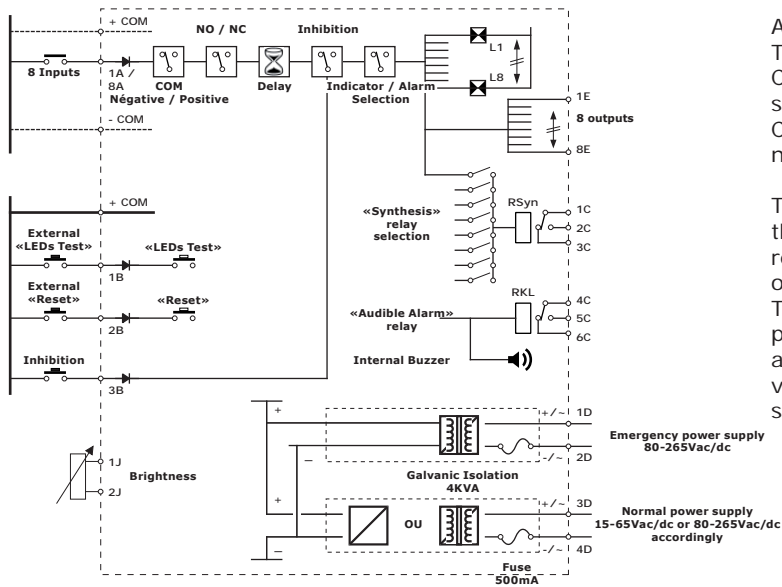 + COM
NO / NC
Inhibition
8 Inputs
1A /
8A
COM
Négative / Positive
Delay
Indicator / Alarm
Selection
L1
L8
- COM
1E
8 outputs
8E
+ COM
External
«LEDs Test»
«LEDs Test»
1B
External
«Reset»
«Reset»
2B
Inhibition
3B
«Synthesis»
relay
selection
RSyn
1C
2C
3C
«Audible Alarm»
relay
RKL
4C
5C
6C
Internal Buzzer
1J
2J
Brightness
+
−
+/~ 1D
-/~ 2D
Emergency power supply
80-265Vac/dc
Galvanic Isolation
4KVA
+
−
OU
+/~ 3D
-/~ 4D
Normal power supply
15-65Vac/dc or 80-265Vac/dc
accordingly
Fuse
500mA